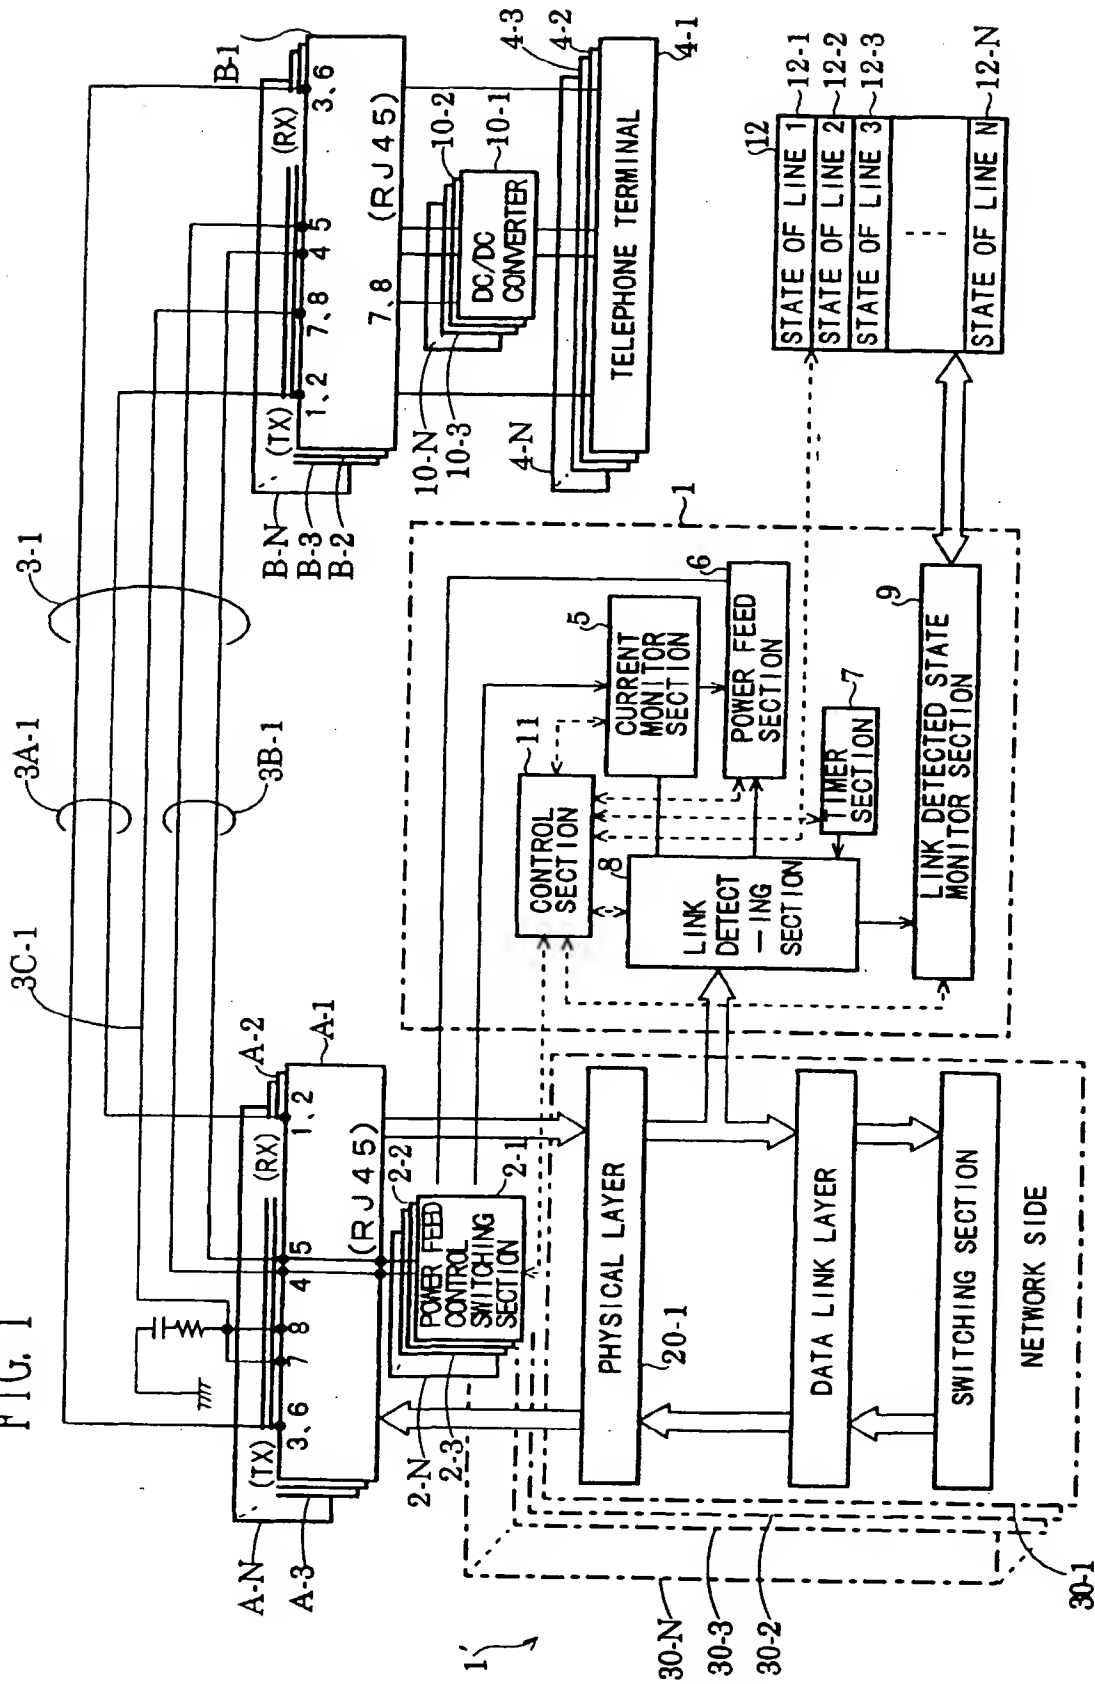 FIG. 1
3C-1
3A-1
3-1
3B-1
A-N
A-3
A-2
A-1
(TX)
3、6
7
8
4
5
(RX)
1、2
(RJ45)
B-N
B-3
B-2
B-1
(TX)
1、2
7、8
4
5
(RX)
3、6
(RJ45)
7、8
2-N
2-3
2-2
2-1
POWER FEED
CONTROL
SWITCHING
SECTION
10-N
10-3
10-2
10-1
DC/DC
CONVERTER
4-N
4-3
4-2
4-1
TELEPHONE TERMINAL
1
11
CONTROL
SECTION
5
CURRENT
MONITOR
SECTION
6
POWER FEED
SECTION
7
TIMER
SECTION
8
LINK
DETECT
—ING
SECTION
9
LINK DETECTED STATE
MONITOR SECTION
12
STATE OF LINE 1
12-1
STATE OF LINE 2
12-2
STATE OF LINE 3
12-3
STATE OF LINE N
12-N
PHYSICAL LAYER
20-1
DATA LINK LAYER
SWITCHING SECTION
NETWORK SIDE
1'
30-N
30-3
30-2
30-1